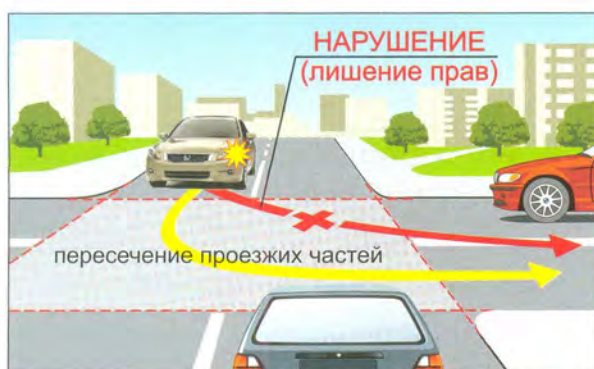 НАРУШЕНИЕ
(лишение прав)
пересечение проезжих частей